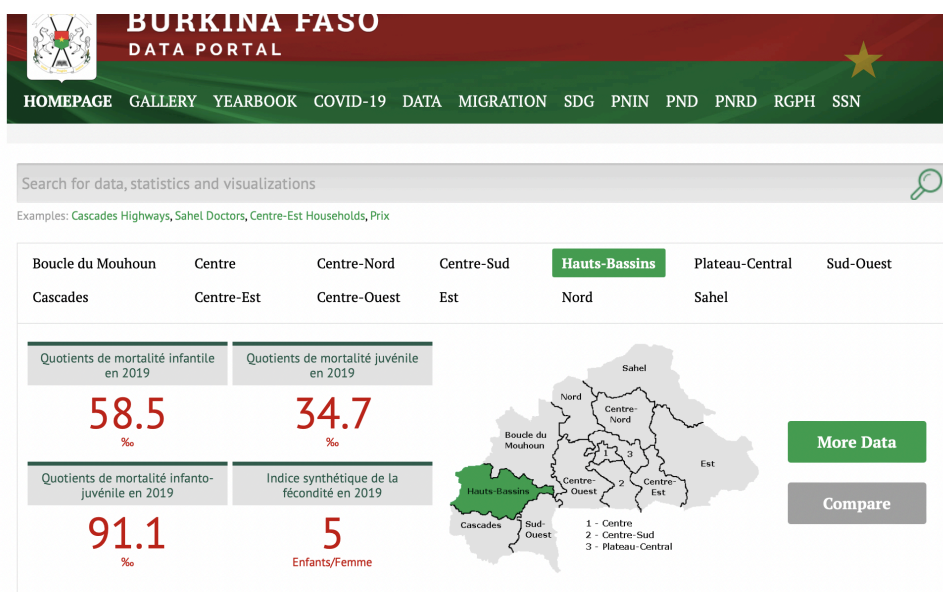 BURKINA FASO
DATA PORTAL
HOMEPAGE GALLERY YEARBOOK COVID-19 DATA MIGRATION SDG PNIN PND PNRD RGPH SSN
Search for data, statistics and visualizations
Examples: Cascades Highways, Sahel Doctors, Centre-Est Households, Prix
Boucle du Mouhoun Centre Centre-Nord Centre-Sud Hauts-Bassins Plateau-Central Sud-Ouest
Cascades Centre-Est Centre-Ouest Est Nord Sahel
Quotients de mortalité infantile
en 2019
58.5
‰
Quotients de mortalité juvénile
en 2019
34.7
‰
Quotients de mortalité infanto-
juvénile en 2019
91.1
‰
Indice synthétique de la
fécondité en 2019
5
Enfants/Femme
Sahel
Nord
Centre-
Nord
Boucle du
Mouhoun
1
3
Est
Hauts-Bassins
Centre-
Ouest
2
Centre-
Est
Cascades
Sud-
Ouest
1 - Centre
2 - Centre-Sud
3 - Plateau-Central
More Data
Compare